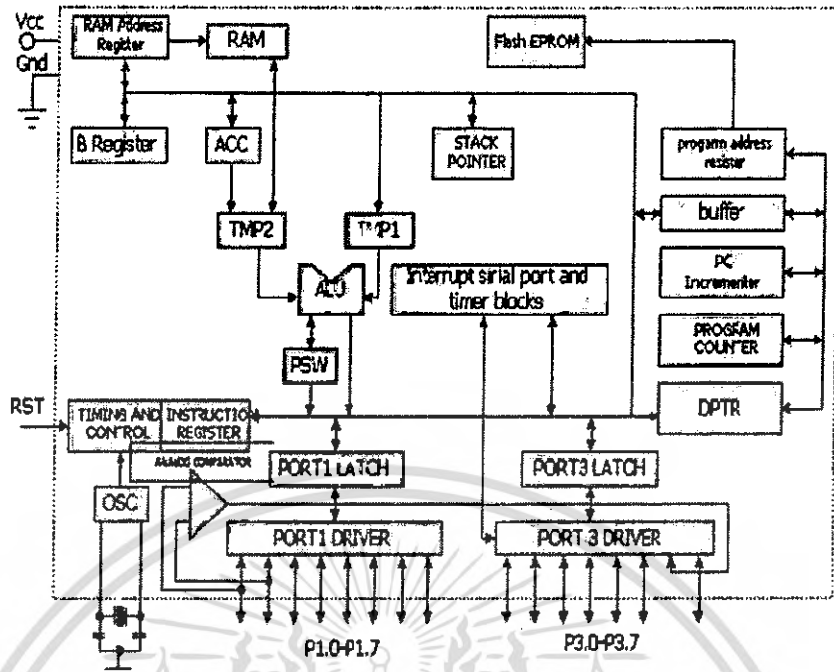 Vcc
Gnd
RAM Address
Register
RAM
Flash EPROM
B Register
ACC
STACK
POINTER
progarm address
resister
buffer
TMP2
TMP1
PC
Incrementer
ALU
Interrupt sirial port and
timer blocks
PROGRAM
COUNTER
PSW
RST
TIMING AND
CONTROL
INSTRUCTION
REGISTER
DPTR
ANALOG COMPARATOR
PORT1 LATCH
PORT3 LATCH
OSC
PORT1 DRIVER
PORT 3 DRIVER
P1.0-P1.7
P3.0-P3.7